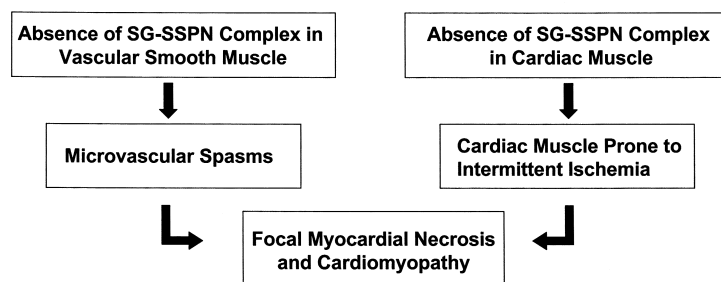 Absence of SG-SSPN Complex in
Vascular Smooth Muscle
Absence of SG-SSPN Complex
in Cardiac Muscle
Microvascular Spasms
Cardiac Muscle Prone to
Intermittent Ischemia
Focal Myocardial Necrosis
and Cardiomyopathy